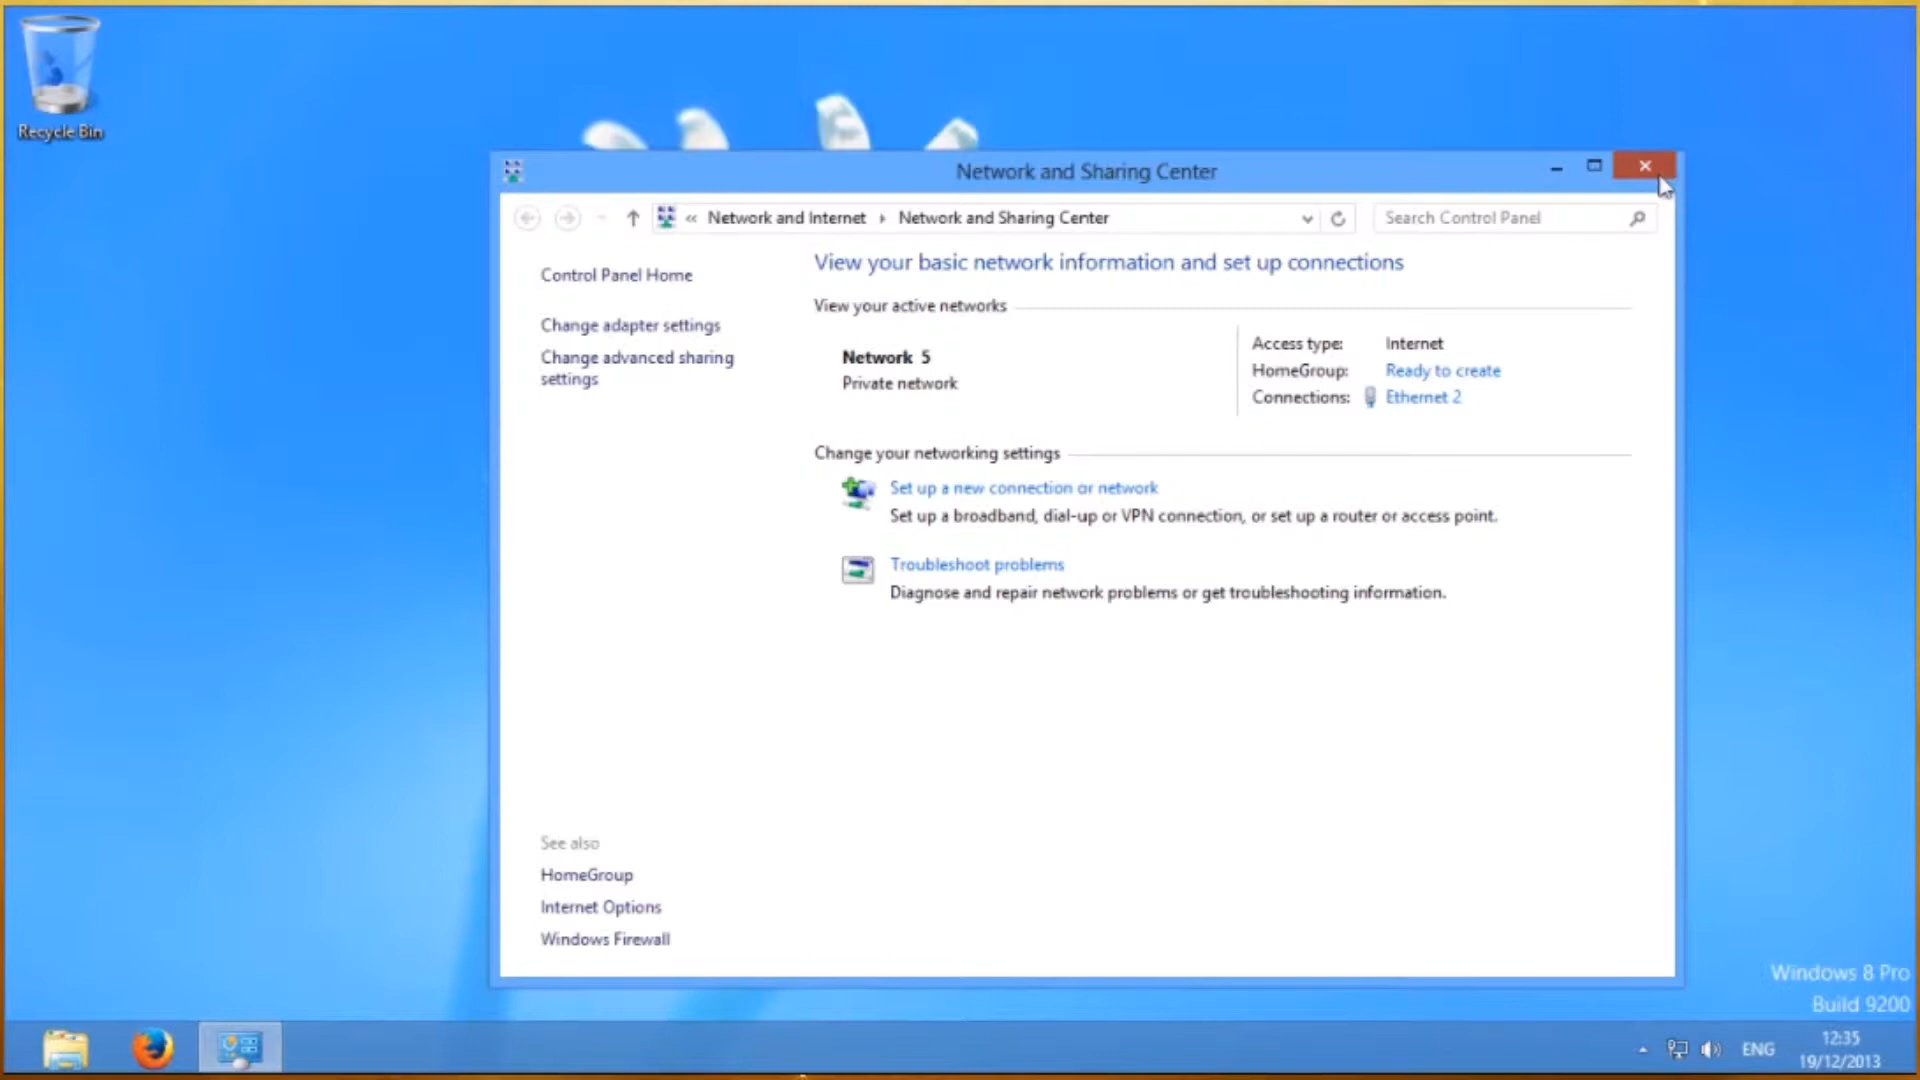 Recycle Bin
Network and Sharing Center
« Network and Internet Network and Sharing Center
Search Control Panel
Control Panel Home
Change adapter settings
Change advanced sharing
settings
View your basic network information and set up connections
View your active networks
Network 5
Private network
Access type: Internet
HomeGroup: Ready to create
Connections: Ethernet 2
Change your networking settings
Set up a new connection or network
Set up a broadband, dial-up or VPN connection, or set up a router or access point.
Troubleshoot problems
Diagnose and repair network problems or get troubleshooting information.
See also
HomeGroup
Internet Options
Windows Firewall
Windows 8 Pro
Build 9200
ENG
12:35
19/12/2013